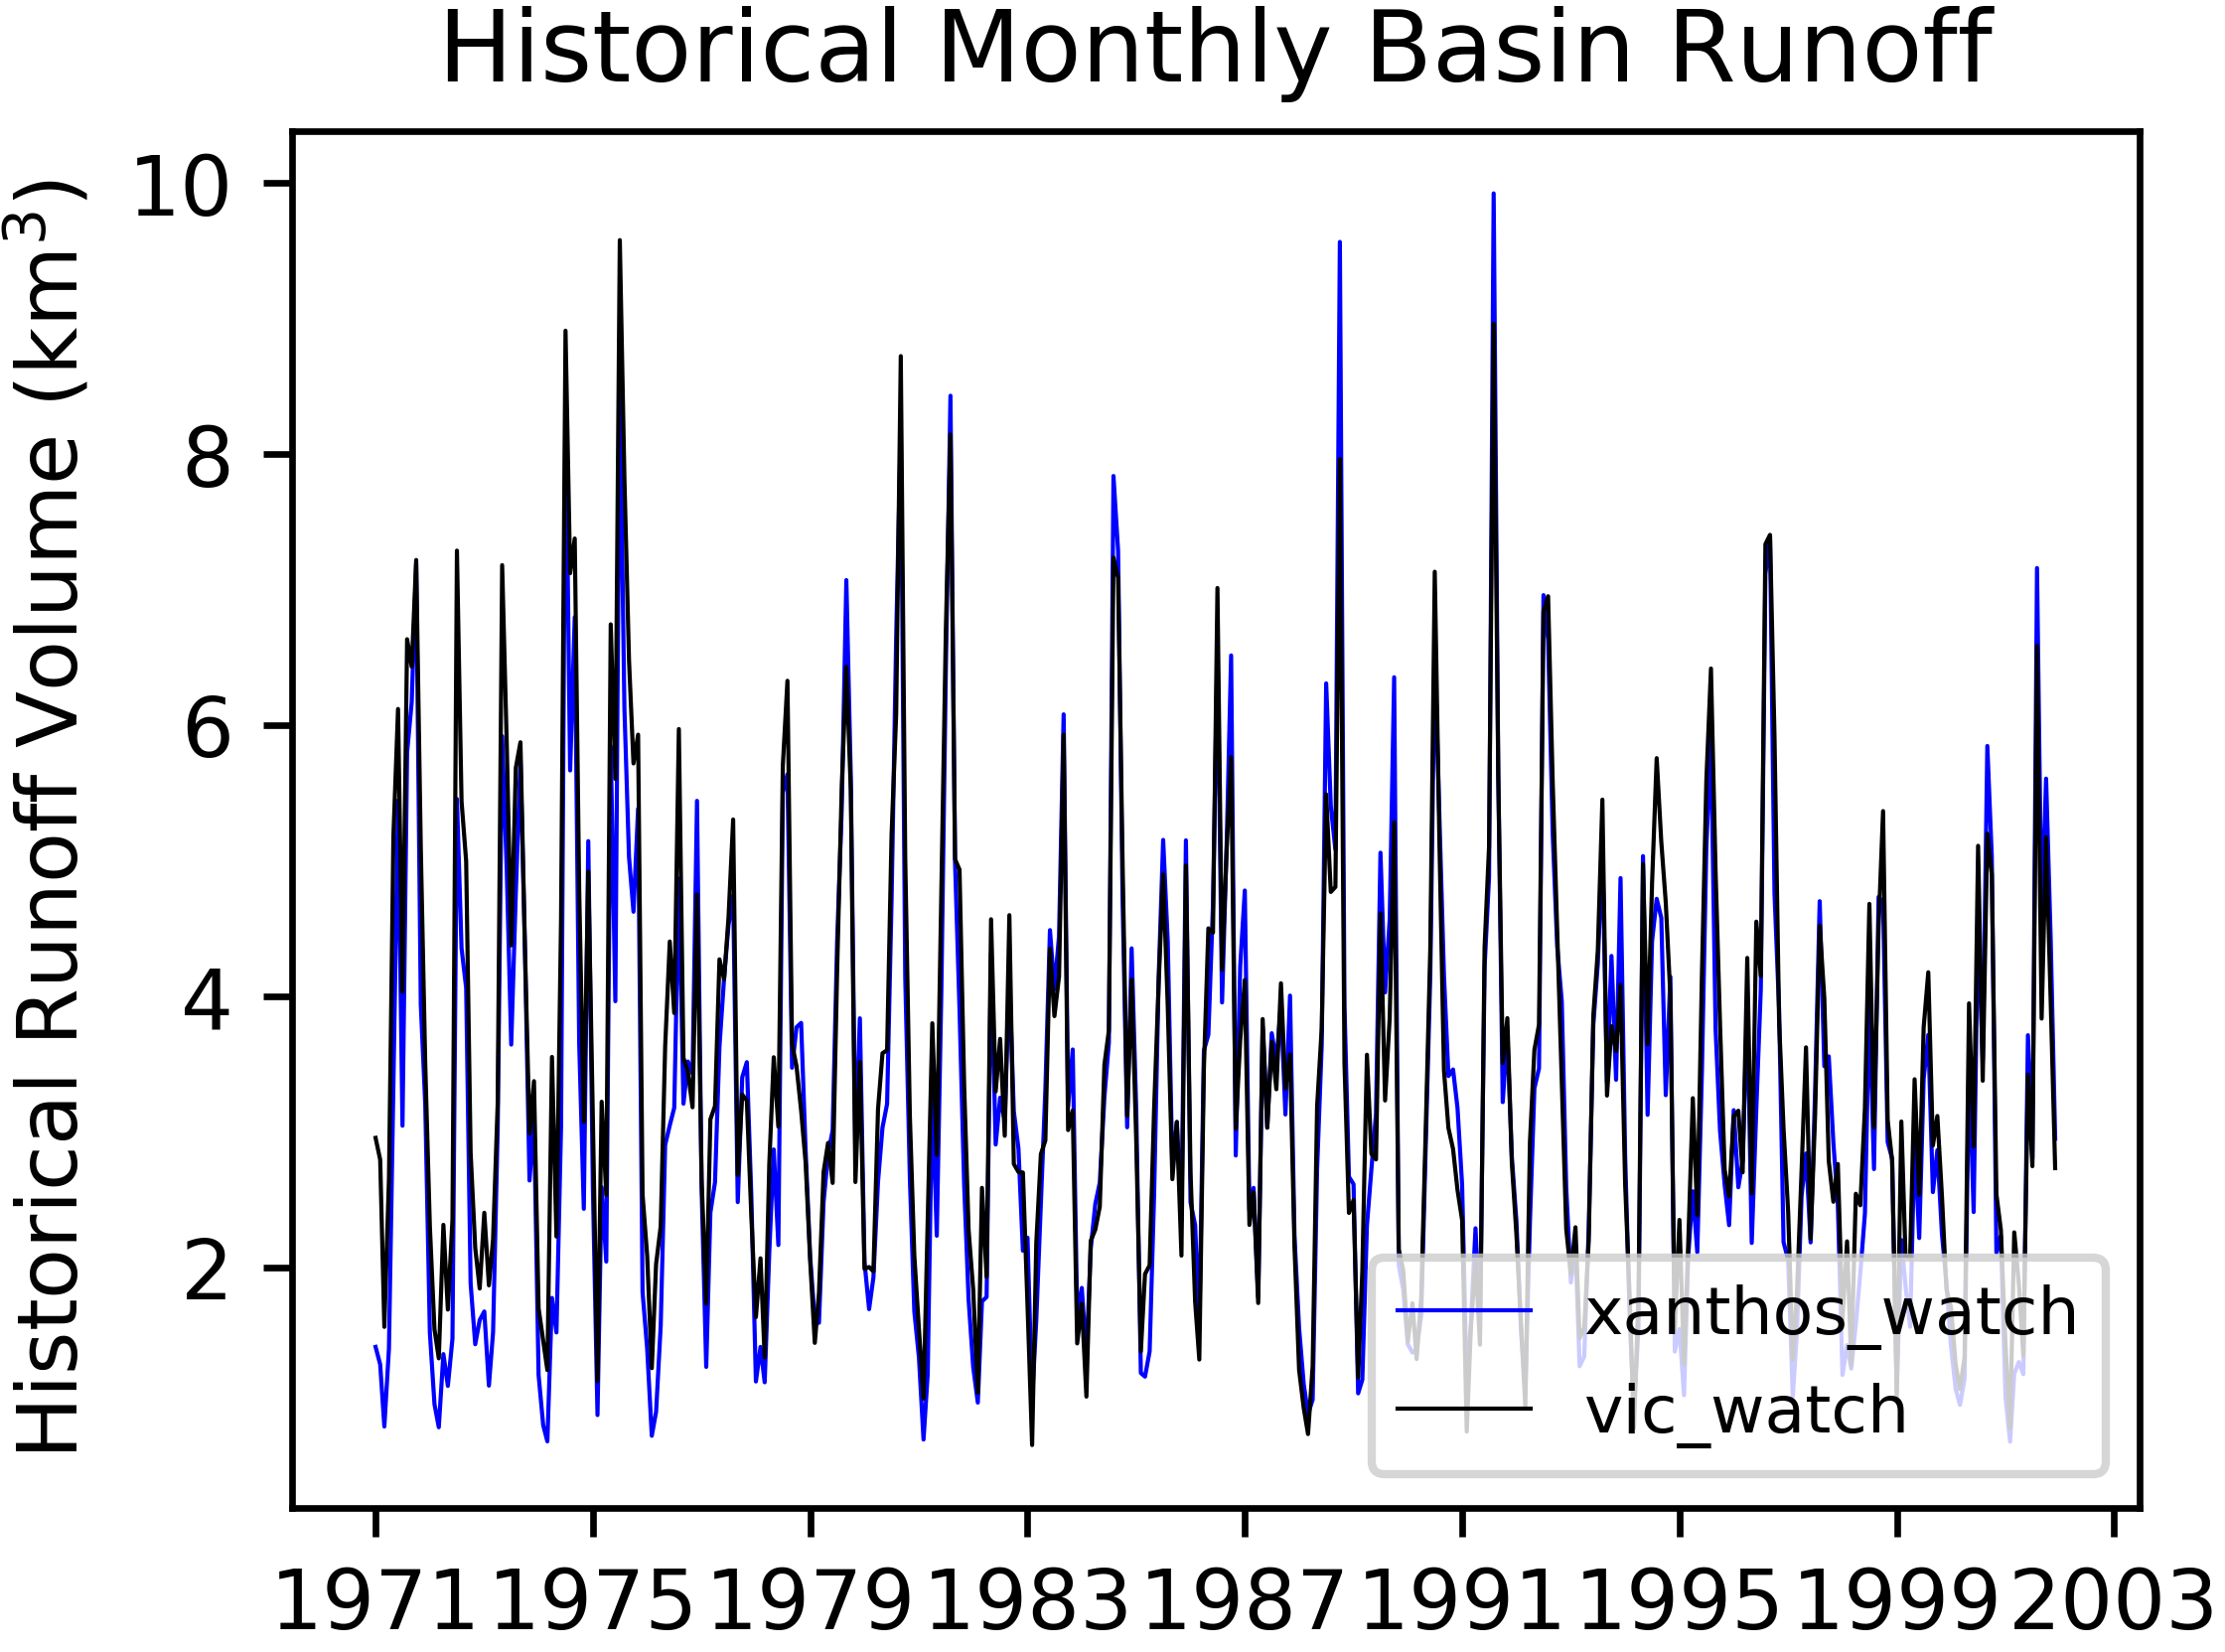 Historical Monthly Basin Runoff
Historical Runoff Volume (km³)
10
8
6
4
2
xanthos_watch
vic_watch
1971 1975 1979 1983 1987 1991 1995 1999 2003